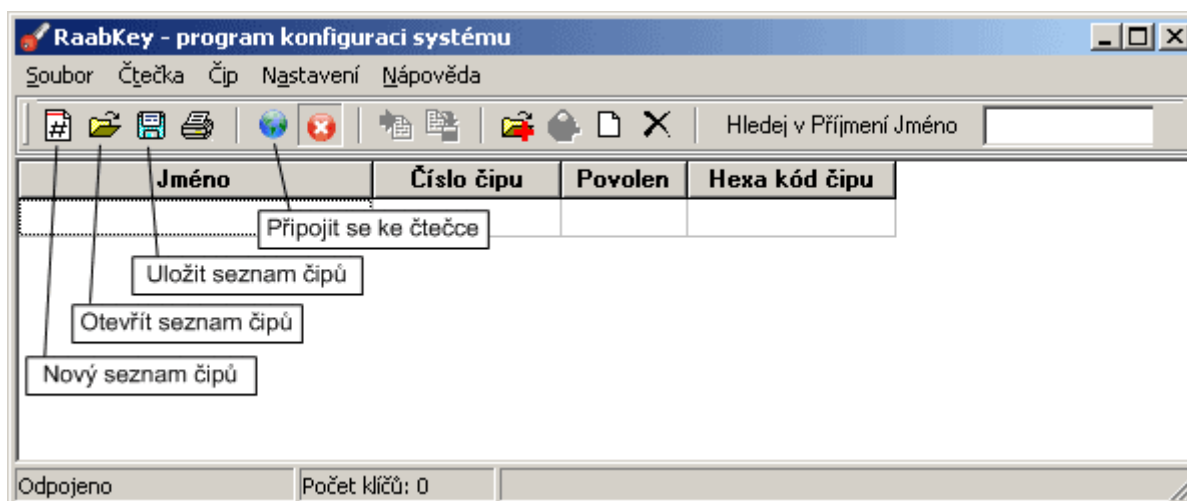 RaabKey - program konfiguraci systému
Soubor Čtečka Čip Nastavení Nápověda
Hledej v Příjmení Jméno
Jméno Číslo čipu Povolen Hexa kód čipu
Připojit se ke čtečce
Uložit seznam čipů
Otevřít seznam čipů
Nový seznam čipů
Odpojeno Počet klíčů: 0